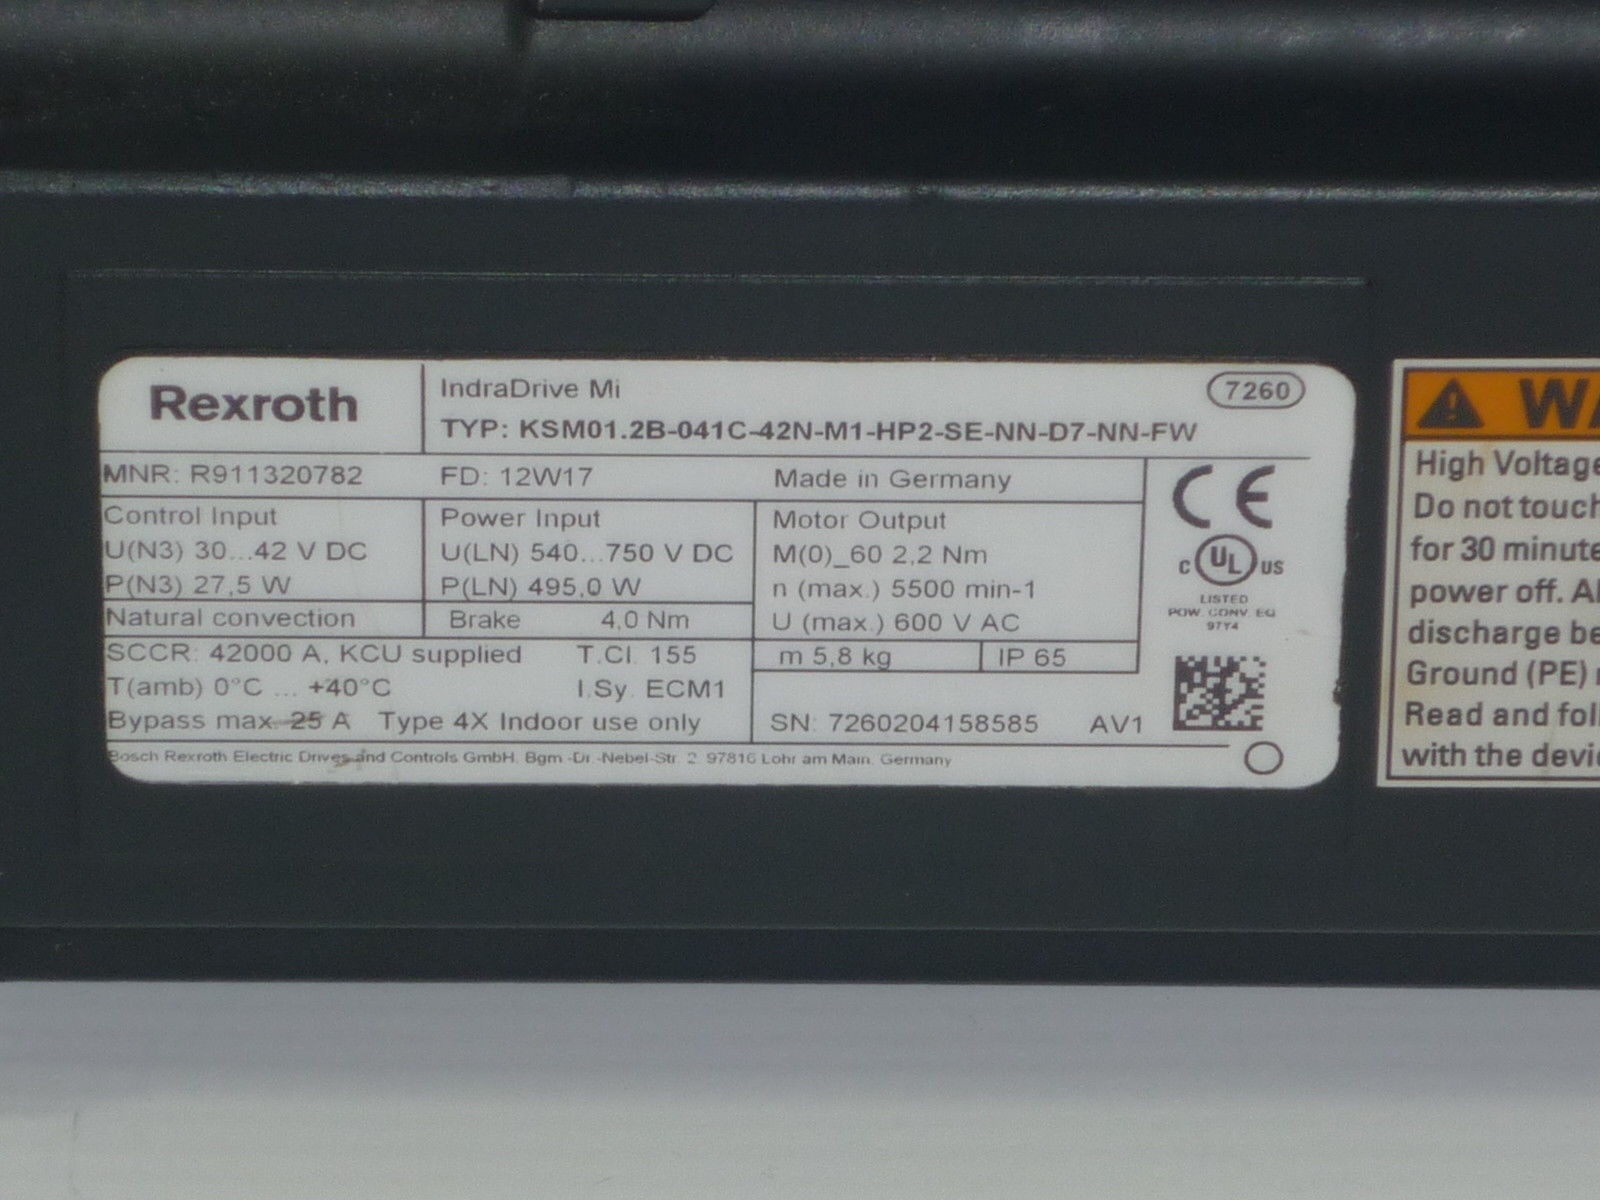 Rexroth
IndraDrive Mi
7260
TYP: KSM01.2B-041C-42N-M1-HP2-SE-NN-D7-NN-FW
MNR: R911320782 FD: 12W17 Made in Germany
Control Input
U(N3) 30...42 V DC
P(N3) 27,5 W
Natural convection
Power Input
U(LN) 540...750 V DC
P(LN) 495,0 W
Brake 4,0 Nm
Motor Output
M(0)_60 2,2 Nm
n (max.) 5500 min-1
U (max.) 600 V AC
m 5,8 kg IP 65
CE
C UL US
LISTED
POW. CONV. EQ
97Y4
SCCR: 42000 A, KCU supplied T.Cl. 155
T(amb) 0°C ... +40°C I.Sy. ECM1
Bypass max. 25 A Type 4X Indoor use only
SN: 7260204158585 AV1
Bosch Rexroth Electric Drives and Controls GmbH, Bgm.-Dr.-Nebel-Str. 2, 97816 Lohr am Main, Germany
WA
High Voltage
Do not touch
for 30 minute
power off. Al
discharge be
Ground (PE)
Read and foll
with the devi